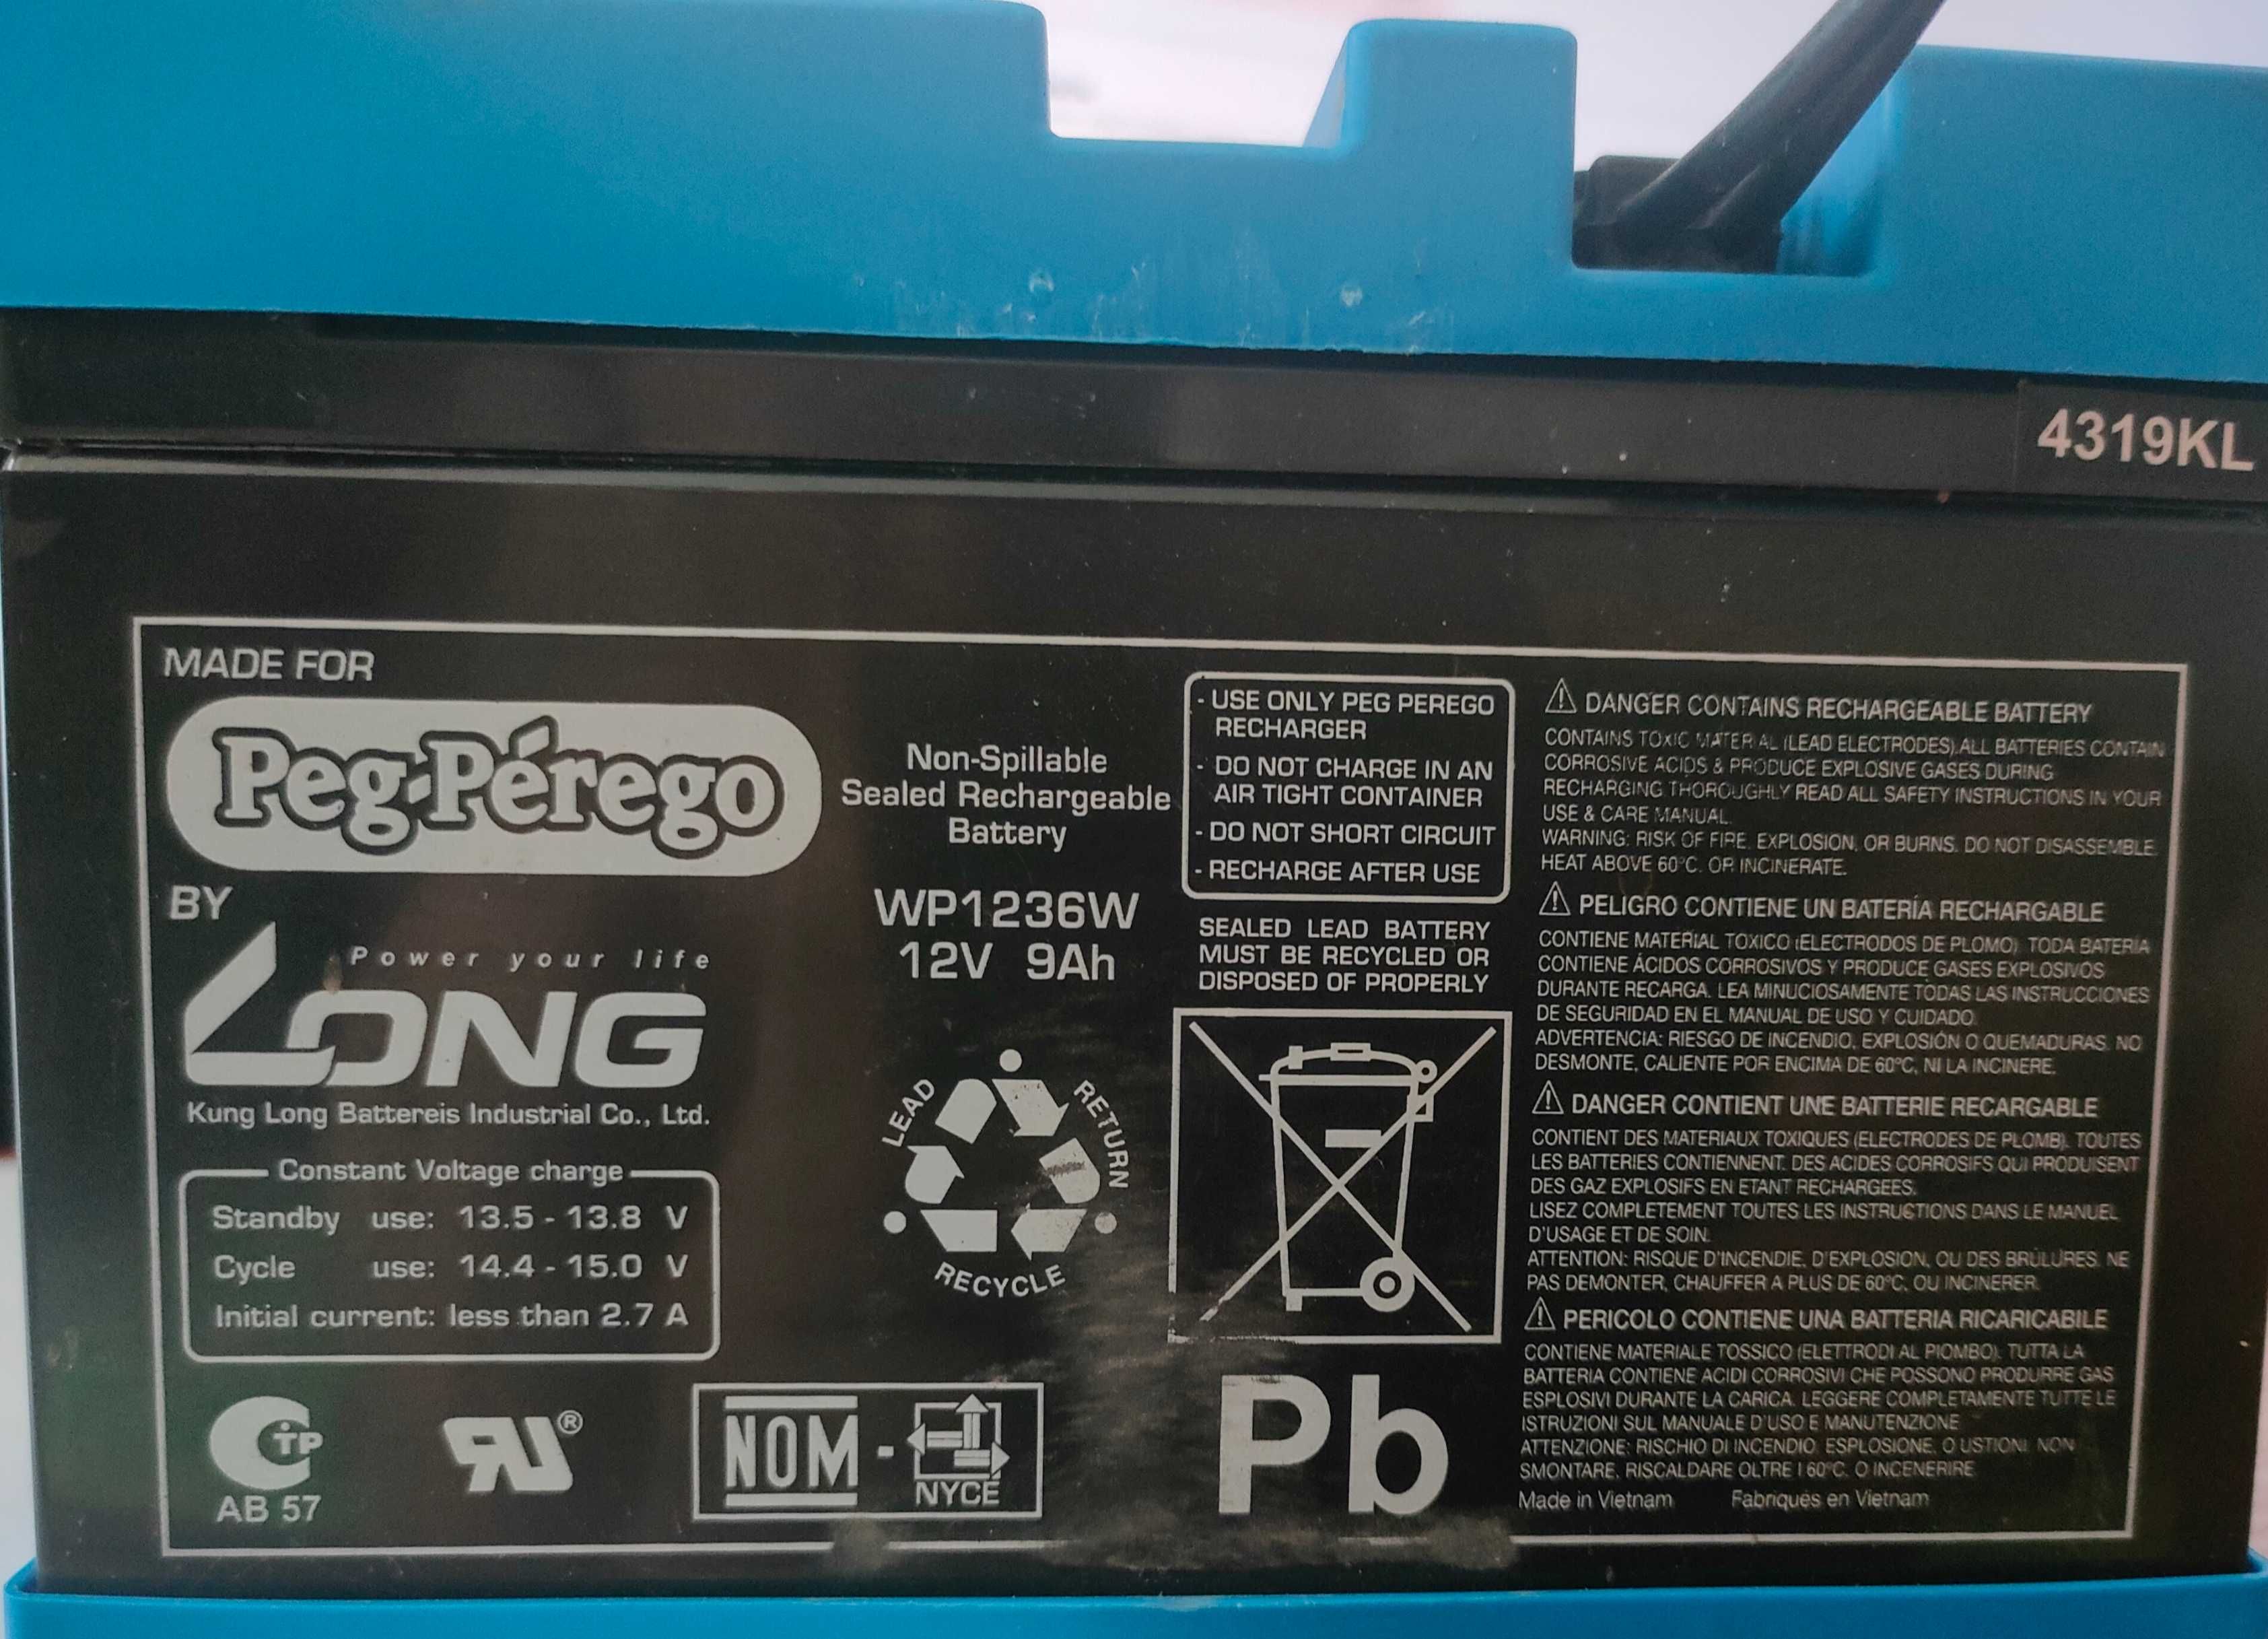 4319KL
MADE FOR
Peg-Pérego
BY
Power your life
LONG
Kung Long Battereis Industrial Co., Ltd.
Constant Voltage charge
Standby use: 13.5 - 13.8 V
Cycle use: 14.4 - 15.0 V
Initial current: less than 2.7 A
TP
AB 57
RU®
NOM - NYCE
Non-Spillable
Sealed Rechargeable
Battery
WP1236W
12V 9Ah
LEAD
RETURN
RECYCLE
- USE ONLY PEG PEREGO
RECHARGER
- DO NOT CHARGE IN AN
AIR TIGHT CONTAINER
- DO NOT SHORT CIRCUIT
- RECHARGE AFTER USE
SEALED LEAD BATTERY
MUST BE RECYCLED OR
DISPOSED OF PROPERLY
Pb
DANGER CONTAINS RECHARGEABLE BATTERY
CONTAINS TOXIC MATERIAL (LEAD ELECTRODES).ALL BATTERIES CONTAIN
CORROSIVE ACIDS & PRODUCE EXPLOSIVE GASES DURING
RECHARGING THOROUGHLY READ ALL SAFETY INSTRUCTIONS IN YOUR
USE & CARE MANUAL.
WARNING: RISK OF FIRE, EXPLOSION, OR BURNS. DO NOT DISASSEMBLE.
HEAT ABOVE 60°C. OR INCINERATE.
PELIGRO CONTIENE UN BATERÍA RECHARGABLE
CONTIENE MATERIAL TOXICO (ELECTRODOS DE PLOMO). TODA BATERÍA
CONTIENE ÁCIDOS CORROSIVOS Y PRODUCE GASES EXPLOSIVOS
DURANTE RECARGA. LEA MINUCIOSAMENTE TODAS LAS INSTRUCCIONES
DE SEGURIDAD EN EL MANUAL DE USO Y CUIDADO.
ADVERTENCIA: RIESGO DE INCENDIO, EXPLOSIÓN O QUEMADURAS. NO
DESMONTE, CALIENTE POR ENCIMA DE 60°C, NI LA INCINERE.
DANGER CONTIENT UNE BATTERIE RECARGABLE
CONTIENT DES MATERIAUX TOXIQUES (ELECTRODES DE PLOMB). TOUTES
LES BATTERIES CONTIENNENT. DES ACIDES CORROSIFS QUI PRODUISENT
DES GAZ EXPLOSIFS EN ETANT RECHARGEES.
LISEZ COMPLETEMENT TOUTES LES INSTRUCTIONS DANS LE MANUEL
D'USAGE ET DE SOIN.
ATTENTION: RISQUE D'INCENDIE, D'EXPLOSION, OU DES BRÛLURES. NE
PAS DEMONTER, CHAUFFER A PLUS DE 60°C, OU INCINERER.
PERICOLO CONTIENE UNA BATTERIA RICARICABILE
CONTIENE MATERIALE TOSSICO (ELETTRODI AL PIOMBO). TUTTA LA
BATTERIA CONTIENE ACIDI CORROSIVI CHE POSSONO PRODURRE GAS
ESPLOSIVI DURANTE LA CARICA. LEGGERE COMPLETAMENTE TUTTE LE
ISTRUZIONI SUL MANUALE D'USO E MANUTENZIONE
ATTENZIONE: RISCHIO DI INCENDIO, ESPLOSIONE, O USTIONI. NON
SMONTARE, RISCALDARE OLTRE I 60°C. O INCENERIRE
Made in Vietnam Fabriqués en Vietnam